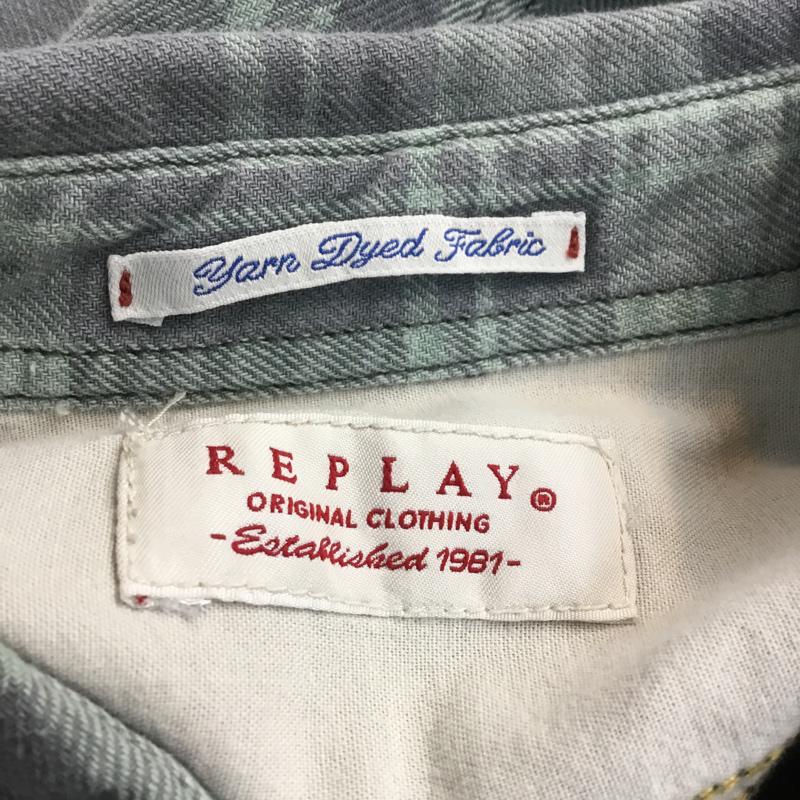 Yarn Dyed Fabric
REPLAY®
ORIGINAL CLOTHING
-Established 1981-